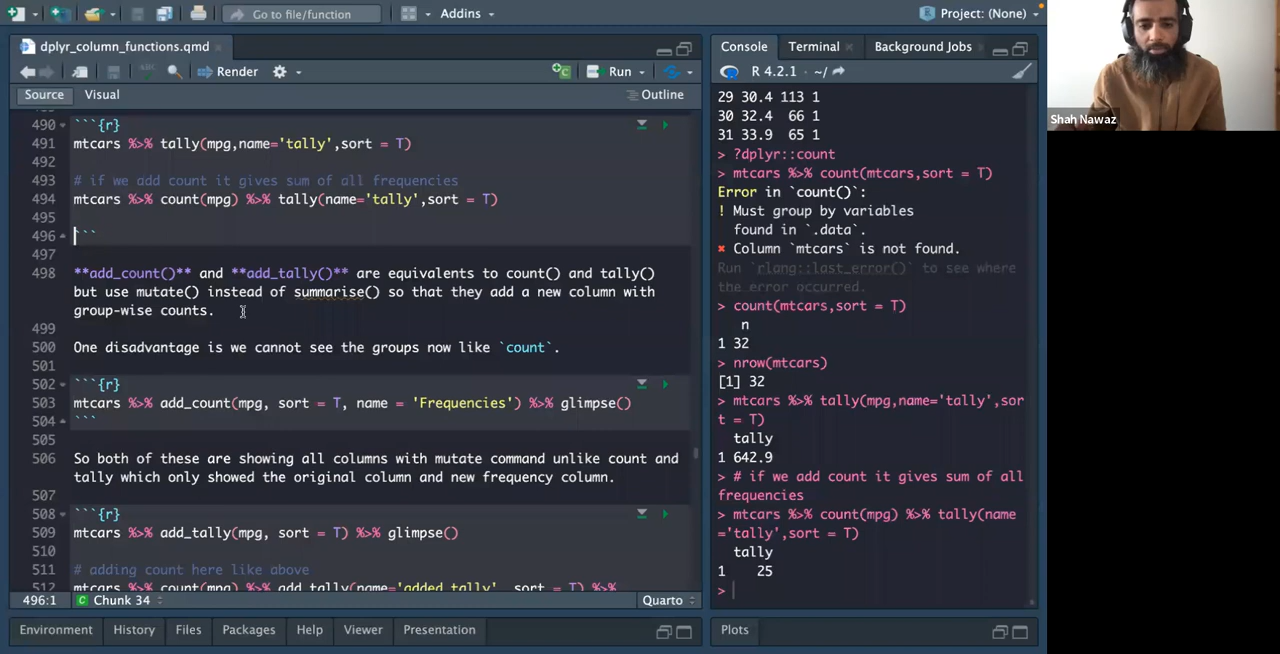 Go to file/function
Addins
Project: (None)
dplyr_column_functions.qmd
Render
Run
Source
Visual
Outline
490 ```{r}
491 mtcars %>% tally(mpg,name='tally',sort = T)
492
493 # if we add count it gives sum of all frequencies
494 mtcars %>% count(mpg) %>% tally(name='tally',sort = T)
495
496 ```
497
498 **add_count()** and **add_tally()** are equivalents to count() and tally()
but use mutate() instead of summarise() so that they add a new column with
group-wise counts.
499
500 One disadvantage is we cannot see the groups now like `count`.
501
502 ```{r}
503 mtcars %>% add_count(mpg, sort = T, name = 'Frequencies') %>% glimpse()
504 ```
505
506 So both of these are showing all columns with mutate command unlike count and
tally which only showed the original column and new frequency column.
507
508 ```{r}
509 mtcars %>% add_tally(mpg, sort = T) %>% glimpse()
510
511 # adding count here like above
512 mtcars %>% count(mpg) %>% add_tally(name='added_tally', sort = T) %>%
496:1
Chunk 34
Quarto
Environment
History
Files
Packages
Help
Viewer
Presentation
Console
Terminal
Background Jobs
R 4.2.1 · ~/
29 30.4 113 1
30 32.4 66 1
31 33.9 65 1
> ?dplyr::count
> mtcars %>% count(mtcars,sort = T)
Error in `count()`:
! Must group by variables
found in `.data`.
✖ Column `mtcars` is not found.
Run `rlang::last_error()` to see where
the error occurred.
> count(mtcars,sort = T)
n
1 32
> nrow(mtcars)
[1] 32
> mtcars %>% tally(mpg,name='tally',sor
t = T)
tally
1 642.9
> # if we add count it gives sum of all
frequencies
> mtcars %>% count(mpg) %>% tally(name
='tally',sort = T)
tally
1 25
>
Plots
Shah Nawaz